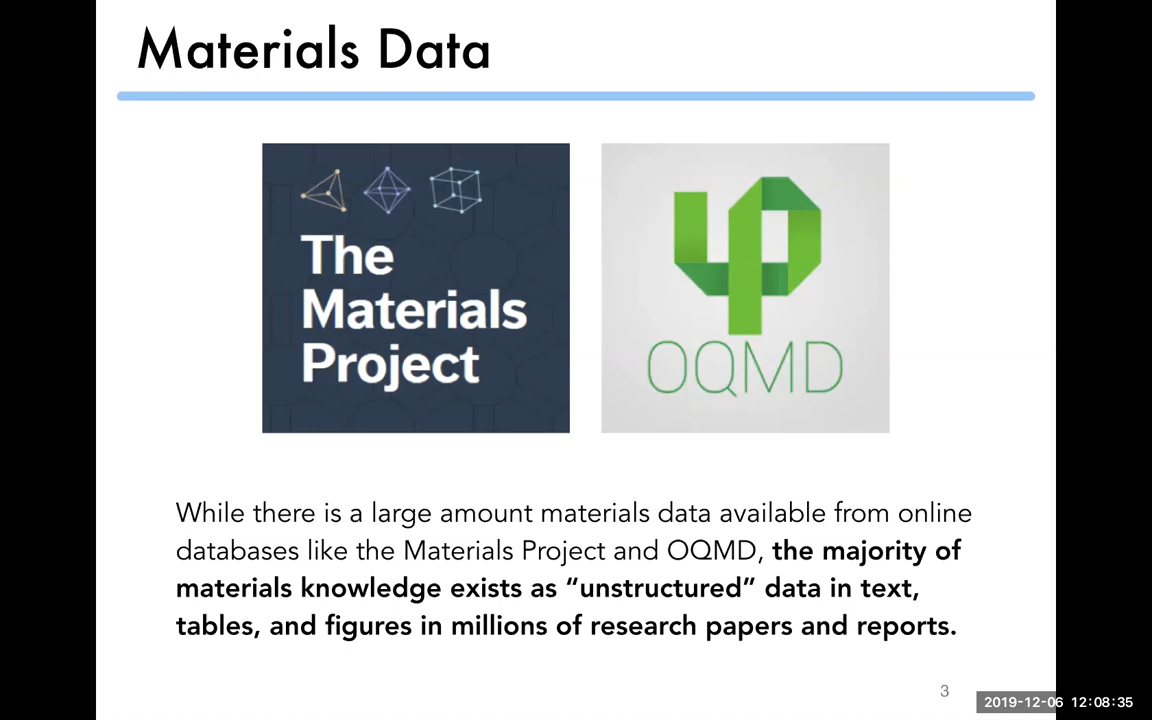 Materials Data
The
Materials
Project
OQMD
While there is a large amount materials data available from online
databases like the Materials Project and OQMD, the majority of
materials knowledge exists as “unstructured” data in text,
tables, and figures in millions of research papers and reports.
3
2019-12-06 12:08:35